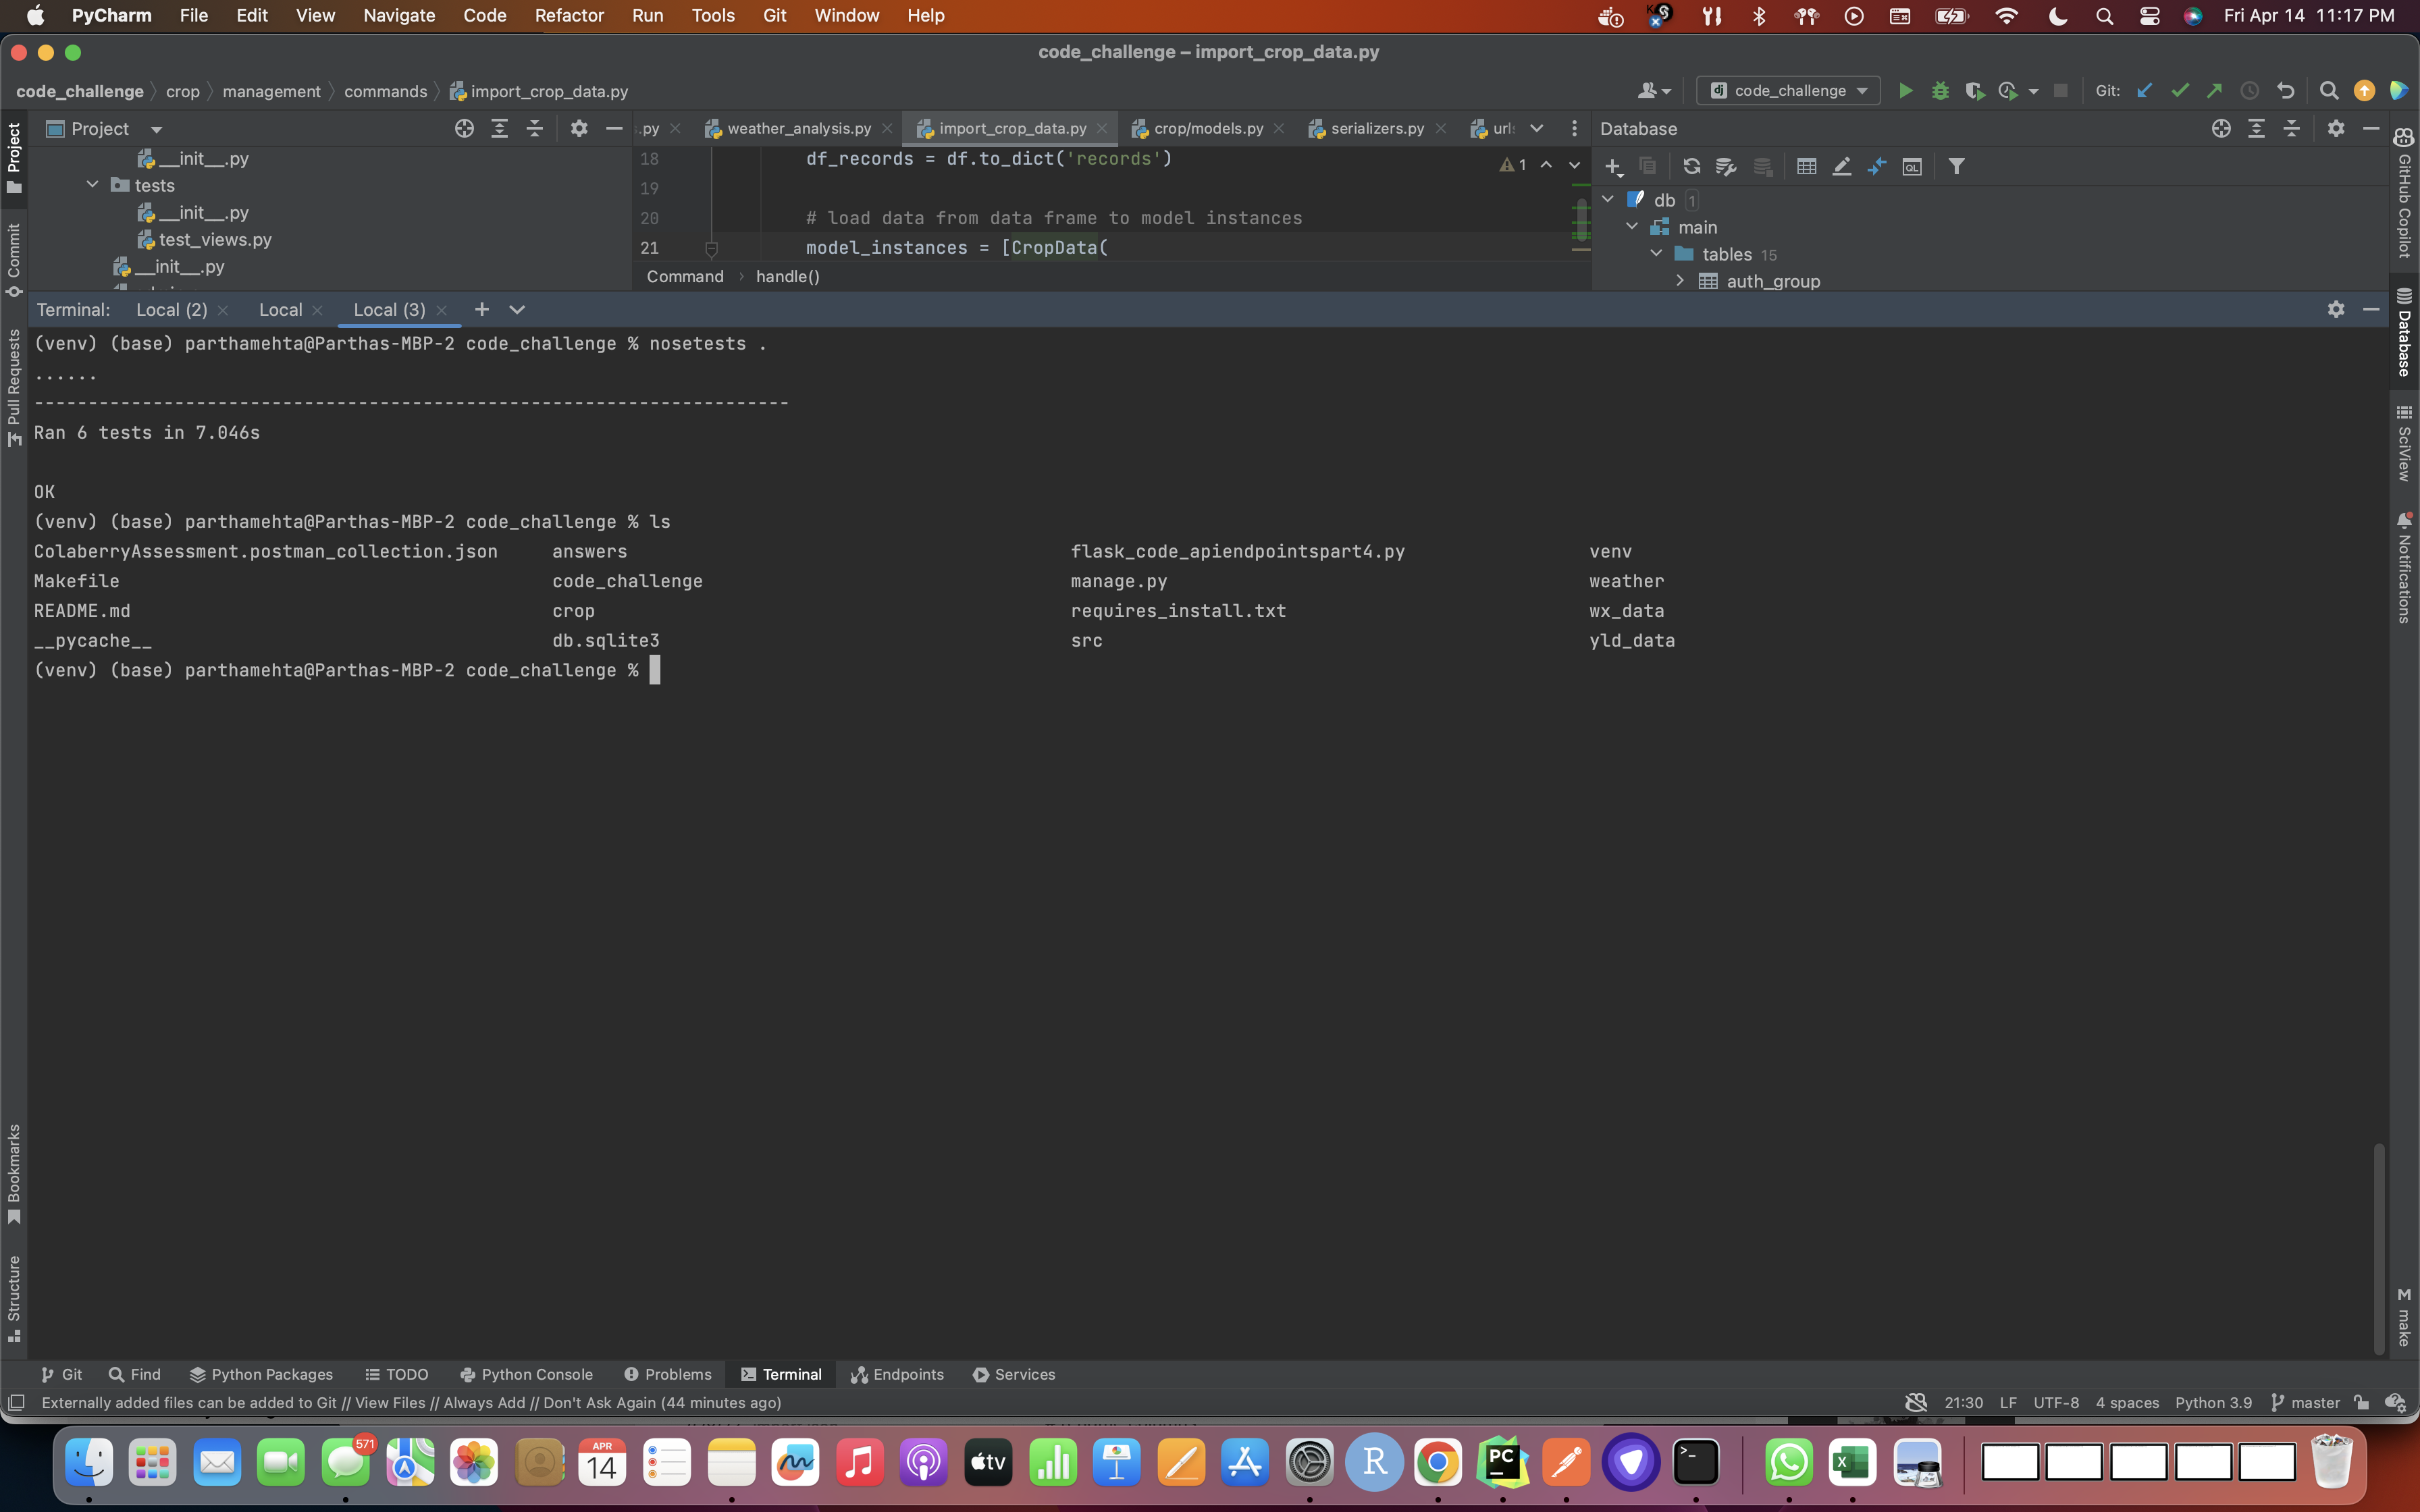 PyCharm File Edit View Navigate Code Refactor Run Tools Git Window Help Fri Apr 14 11:17 PM
code_challenge – import_crop_data.py
code_challenge crop management commands import_crop_data.py code_challenge Git:
Project .py weather_analysis.py import_crop_data.py crop/models.py serializers.py Database
__init__.py
tests
__init__.py
test_views.py
__init__.py
18 df_records = df.to_dict('records')
19
20 # load data from data frame to model instances
21 model_instances = [CropData(
1
Command handle()
db 1
main
tables 15
auth_group
Terminal: Local (2) Local Local (3)
(venv) (base) parthamehta@Parthas-MBP-2 code_challenge % nosetests .
......
----------------------------------------------------------------------
Ran 6 tests in 7.046s
OK
(venv) (base) parthamehta@Parthas-MBP-2 code_challenge % ls
ColaberryAssessment.postman_collection.json answers flask_code_apiendpointspart4.py venv
Makefile code_challenge manage.py weather
README.md crop requires_install.txt wx_data
__pycache__ db.sqlite3 src yld_data
(venv) (base) parthamehta@Parthas-MBP-2 code_challenge %
Project
Commit
Pull Requests
Bookmarks
Structure
GitHub Copilot
Database
SciView
Notifications
make
Git Find Python Packages TODO Python Console Problems Terminal Endpoints Services
Externally added files can be added to Git // View Files // Always Add // Don't Ask Again (44 minutes ago) 21:30 LF UTF-8 4 spaces Python 3.9 master
571
APR
14
tv
R
PC
X